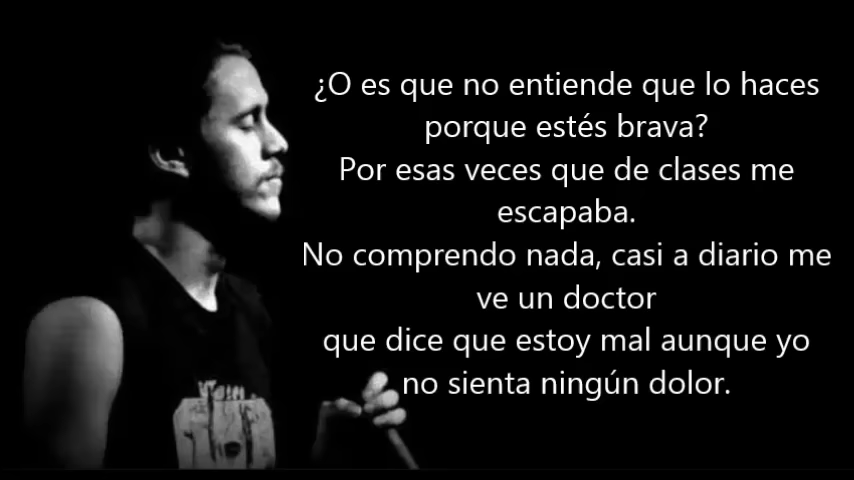 ¿O es que no entiende que lo haces
porque estés brava?
Por esas veces que de clases me
escapaba.
No comprendo nada, casi a diario me
ve un doctor
que dice que estoy mal aunque yo
no sienta ningún dolor.